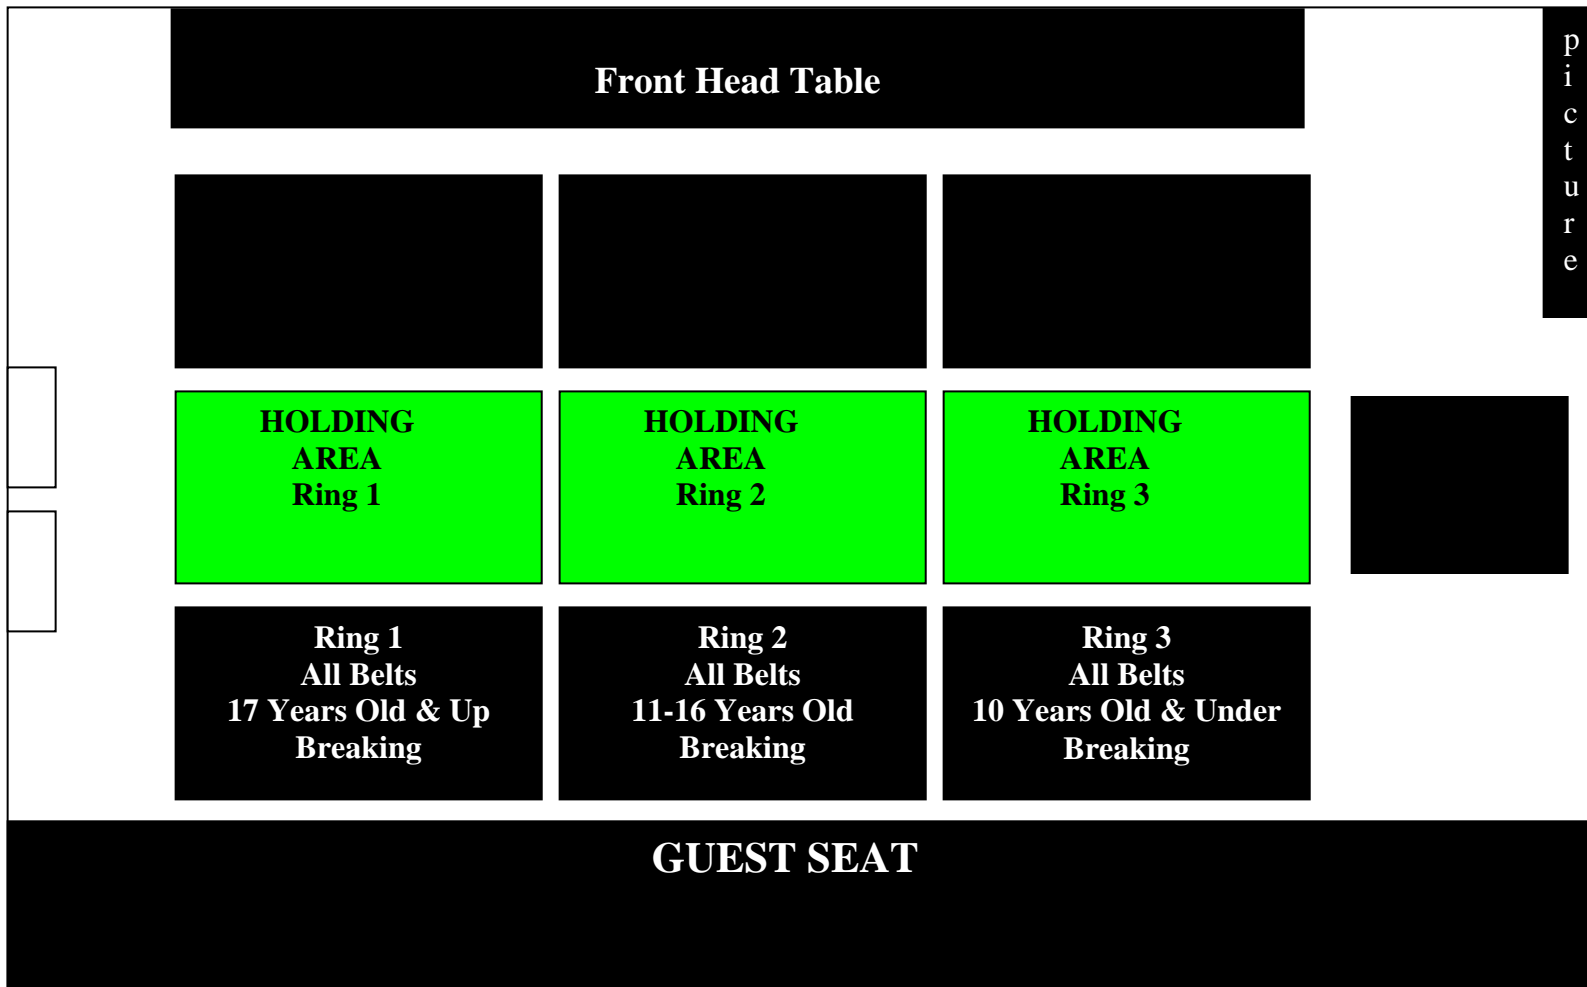 Front Head Table
picture
HOLDING
AREA
Ring 1
HOLDING
AREA
Ring 2
HOLDING
AREA
Ring 3
Ring 1
All Belts
17 Years Old & Up
Breaking
Ring 2
All Belts
11-16 Years Old
Breaking
Ring 3
All Belts
10 Years Old & Under
Breaking
GUEST SEAT